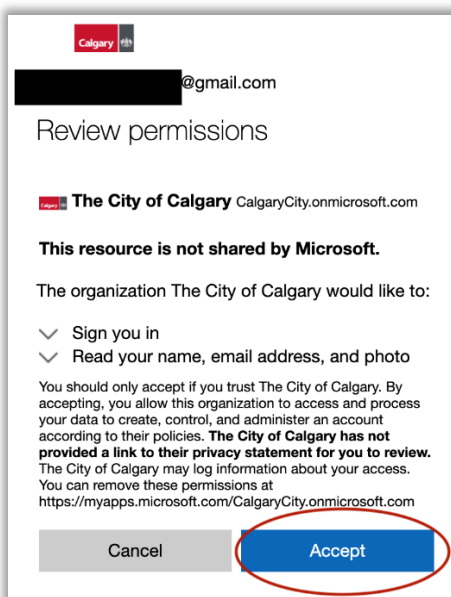 Calgary
@gmail.com
Review permissions
The City of Calgary CalgaryCity.onmicrosoft.com
This resource is not shared by Microsoft.
The organization The City of Calgary would like to:
Sign you in
Read your name, email address, and photo
You should only accept if you trust The City of Calgary. By
accepting, you allow this organization to access and process
your data to create, control, and administer an account
according to their policies. The City of Calgary has not
provided a link to their privacy statement for you to review.
The City of Calgary may log information about your access.
You can remove these permissions at
https://myapps.microsoft.com/CalgaryCity.onmicrosoft.com
Cancel Accept